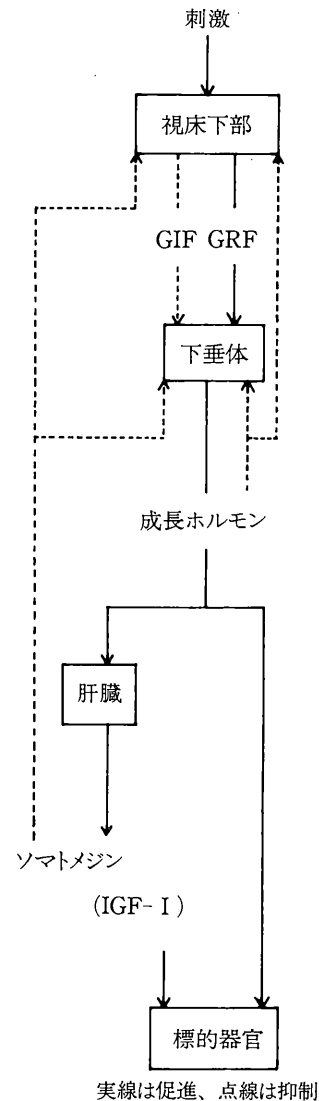 刺激
視床下部
GIF GRF
下垂体
成長ホルモン
肝臓
ソマトメジン
(IGF-Ⅰ)
標的器官
実線は促進、点線は抑制